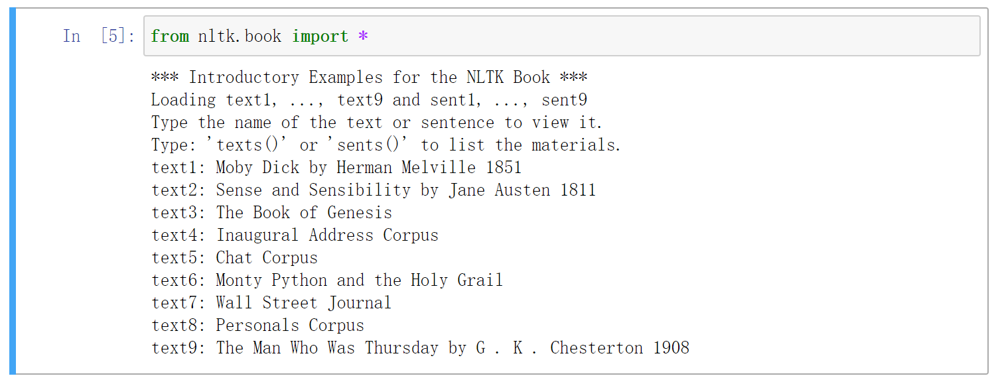 In [5]: from nltk.book import *
*** Introductory Examples for the NLTK Book ***
Loading text1, ..., text9 and sent1, ..., sent9
Type the name of the text or sentence to view it.
Type: 'texts()' or 'sents()' to list the materials.
text1: Moby Dick by Herman Melville 1851
text2: Sense and Sensibility by Jane Austen 1811
text3: The Book of Genesis
text4: Inaugural Address Corpus
text5: Chat Corpus
text6: Monty Python and the Holy Grail
text7: Wall Street Journal
text8: Personals Corpus
text9: The Man Who Was Thursday by G . K . Chesterton 1908